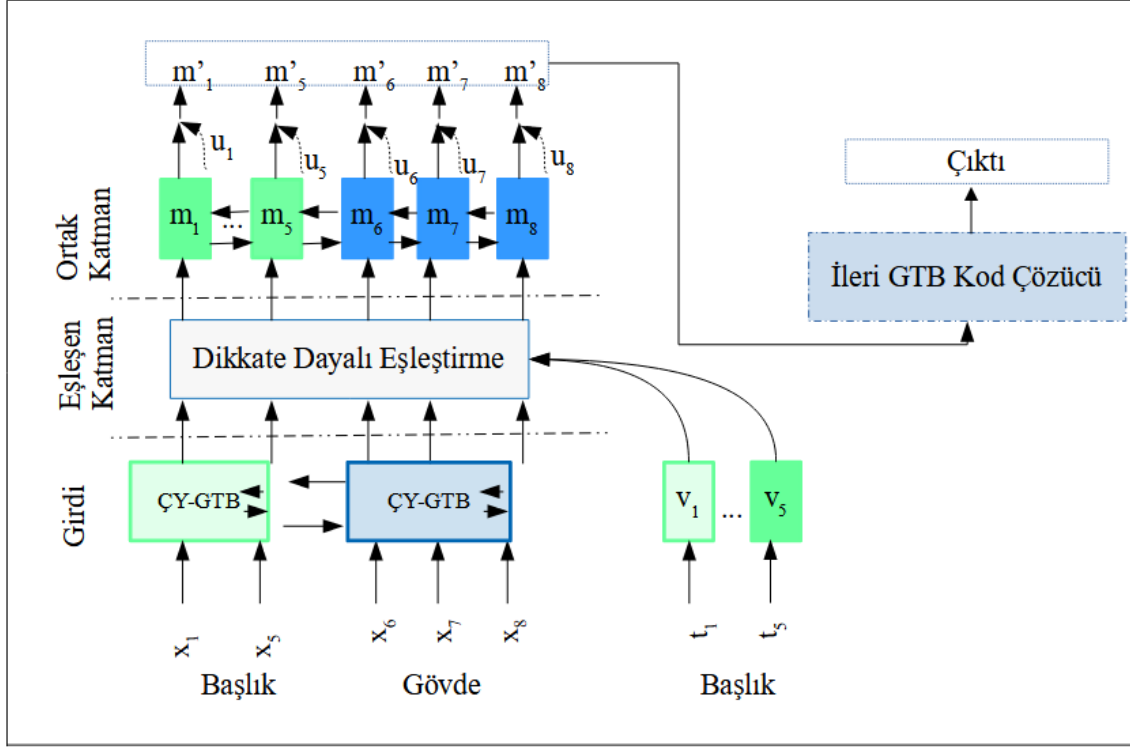 m’₁ m’₅ m’₆ m’₇ m’₈
u₁ u₅ u₆ u₇ u₈
Ortak
Katman
m₁ ... m₅ m₆ m₇ m₈
Çıktı
İleri GTB Kod Çözücü
Eşleşen
Katman
Dikkate Dayalı Eşleştirme
Girdi
ÇY-GTB ÇY-GTB v₁ ... v₅
x₁ x₅ x₆ x₇ x₈ t₁ t₅
Başlık Gövde Başlık